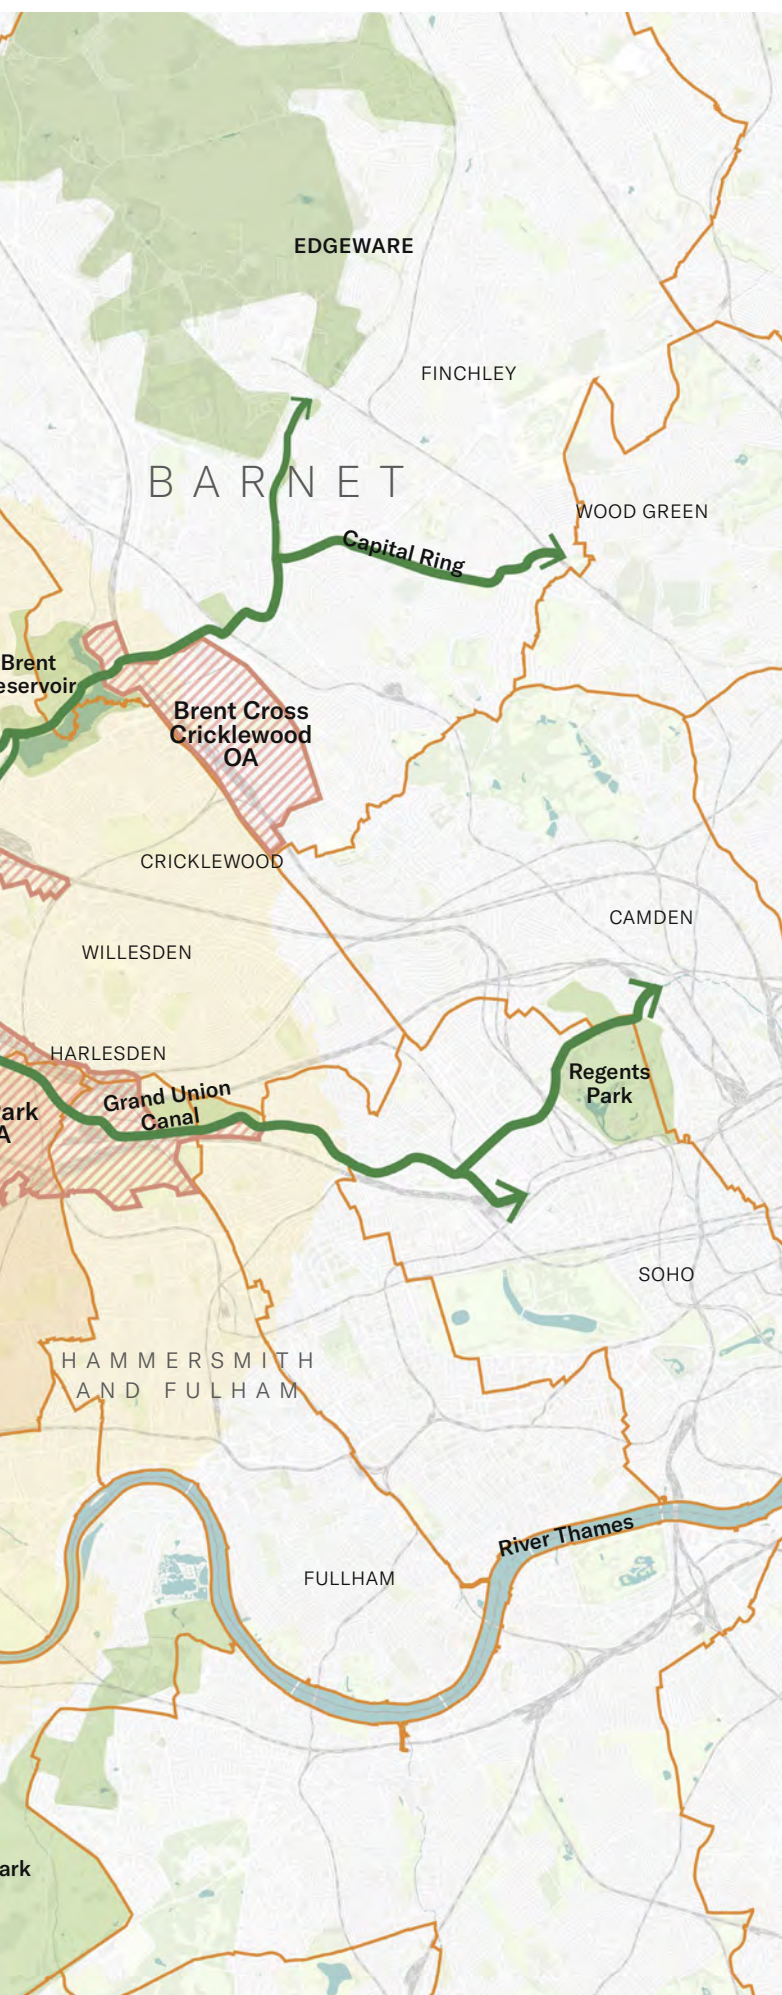 EDGEWARE
FINCHLEY
BARNET
WOOD GREEN
Capital Ring
Brent
eservoir
Brent Cross
Cricklewood
OA
CRICKLEWOOD
CAMDEN
WILLESDEN
HARLESDEN
Regents
Park
Grand Union
Canal
ark
A
SOHO
HAMMERSMITH
AND FULHAM
River Thames
FULLHAM
ark